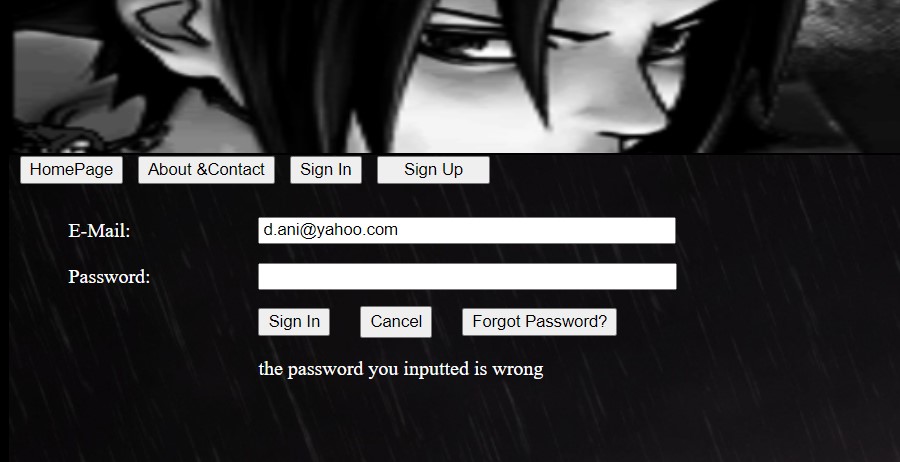 HomePage About &Contact Sign In Sign Up
E-Mail: d.ani@yahoo.com
Password:
Sign In Cancel Forgot Password?
the password you inputted is wrong